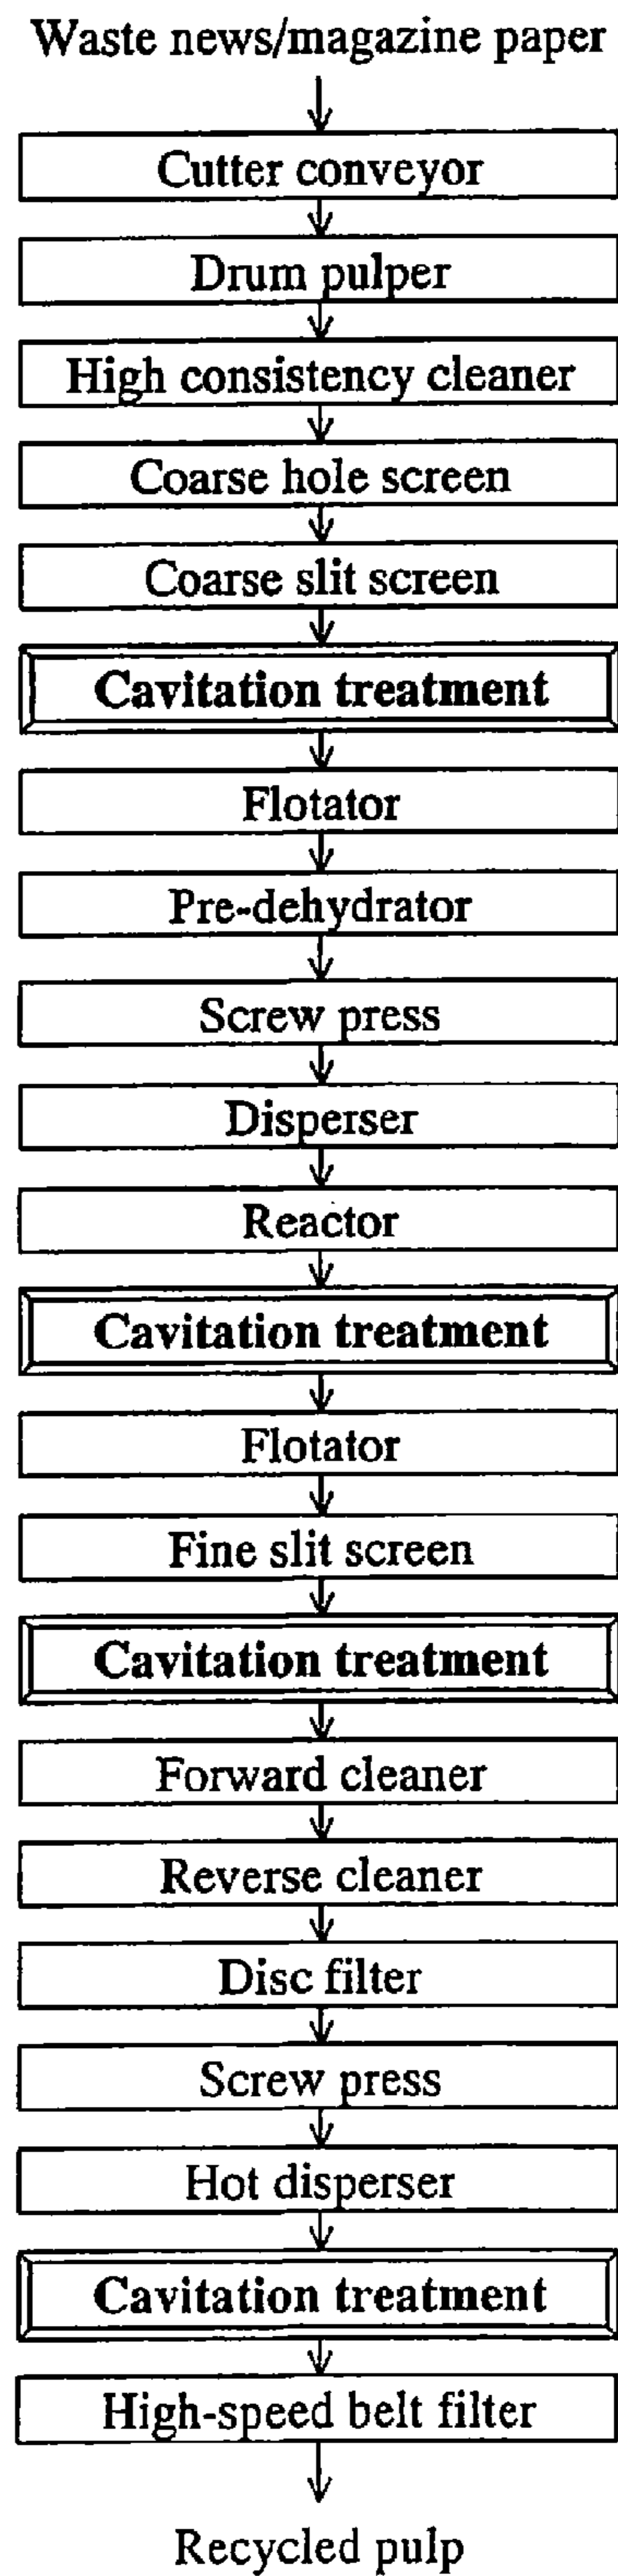 Waste news/magazine paper
Cutter conveyor
Drum pulper
High consistency cleaner
Coarse hole screen
Coarse slit screen
Cavitation treatment
Flotator
Pre-dehydrator
Screw press
Disperser
Reactor
Cavitation treatment
Flotator
Fine slit screen
Cavitation treatment
Forward cleaner
Reverse cleaner
Disc filter
Screw press
Hot disperser
Cavitation treatment
High-speed belt filter
Recycled pulp